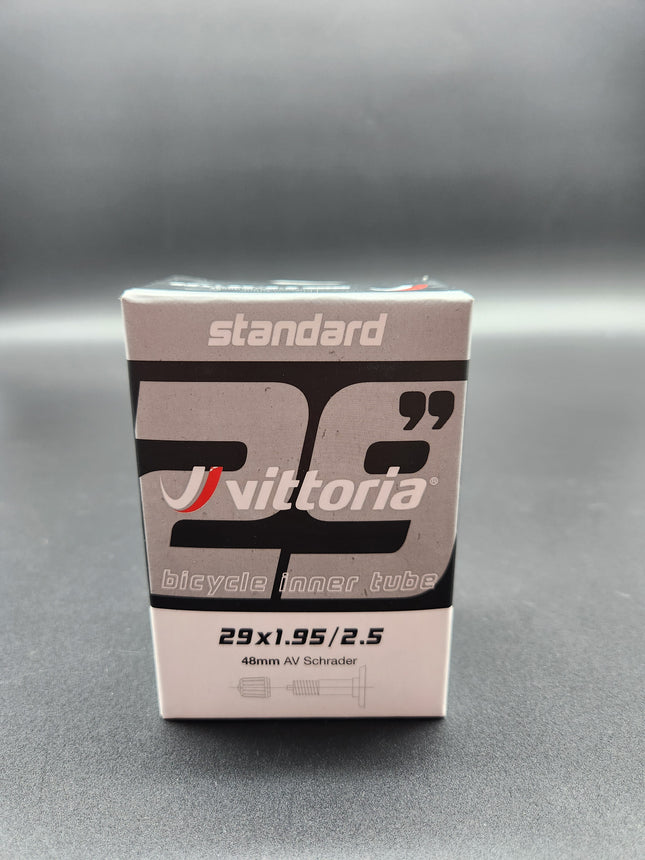 standard
29”
vittoria®
bicycle inner tube
29x1.95/2.5
48mm AV Schrader